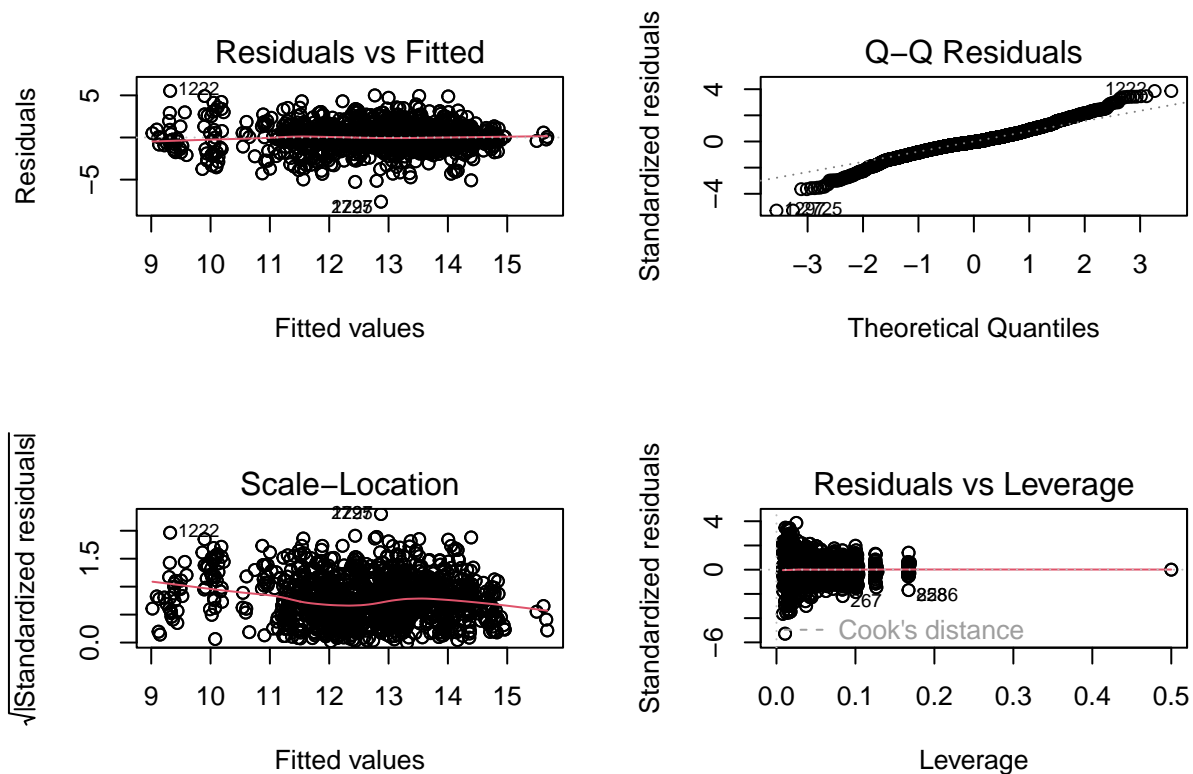 Residuals vs Fitted
Residuals
5
−5
1222
9 10 11 12 13 14 15
Fitted values
Q−Q Residuals
Standardized residuals
4
0
−4
1222
−3 −2 −1 0 1 2 3
Theoretical Quantiles
Scale−Location
√|Standardized residuals|
1.5
0.0
1222
9 10 11 12 13 14 15
Fitted values
Residuals vs Leverage
Standardized residuals
4
0
−6
267
Cook's distance
0.0 0.1 0.2 0.3 0.4 0.5
Leverage